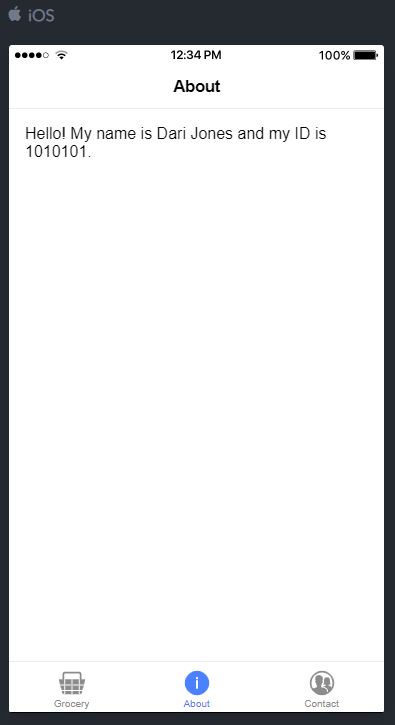 iOS
12:34 PM 100%
About
Hello! My name is Dari Jones and my ID is
1010101.
Grocery About Contact